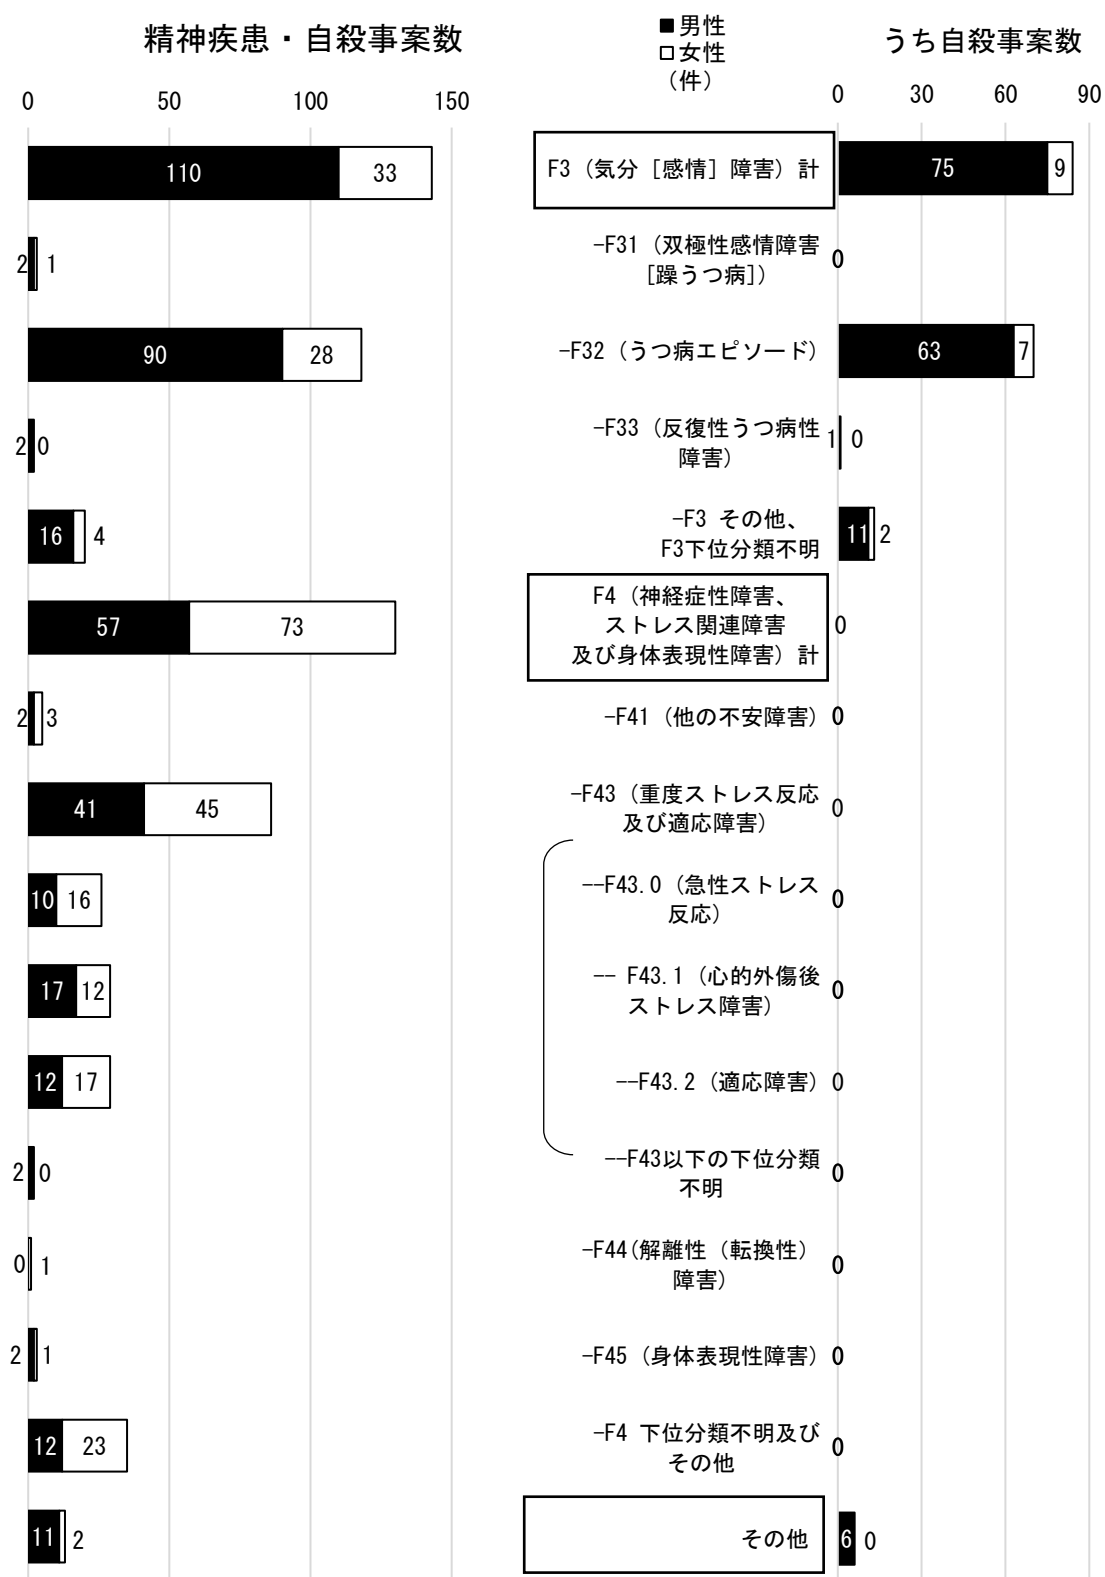 精神疾患・自殺事案数
■男性
□女性
（件）
うち自殺事案数
0 50 100 150
0 30 60 90
110 33 F3（気分［感情］障害）計 75 9
2 1 −F31（双極性感情障害
[躁うつ病]） 0
90 28 −F32（うつ病エピソード） 63 7
2 0 −F33（反復性うつ病性
障害） 1 0
16 4 −F3 その他、
F3下位分類不明 11 2
F4（神経症性障害、
57 73 ストレス関連障害 0
及び身体表現性障害）計
2 3 −F41（他の不安障害） 0
41 45 −F43（重度ストレス反応
及び適応障害） 0
10 16 −−F43.0（急性ストレス
反応） 0
17 12 −− F43.1（心的外傷後
ストレス障害） 0
12 17 −−F43.2（適応障害） 0
2 0 −−F43以下の下位分類
不明 0
0 1 −F44(解離性（転換性）
障害） 0
2 1 −F45（身体表現性障害） 0
12 23 −F4 下位分類不明及び
その他 0
11 2 その他 6 0